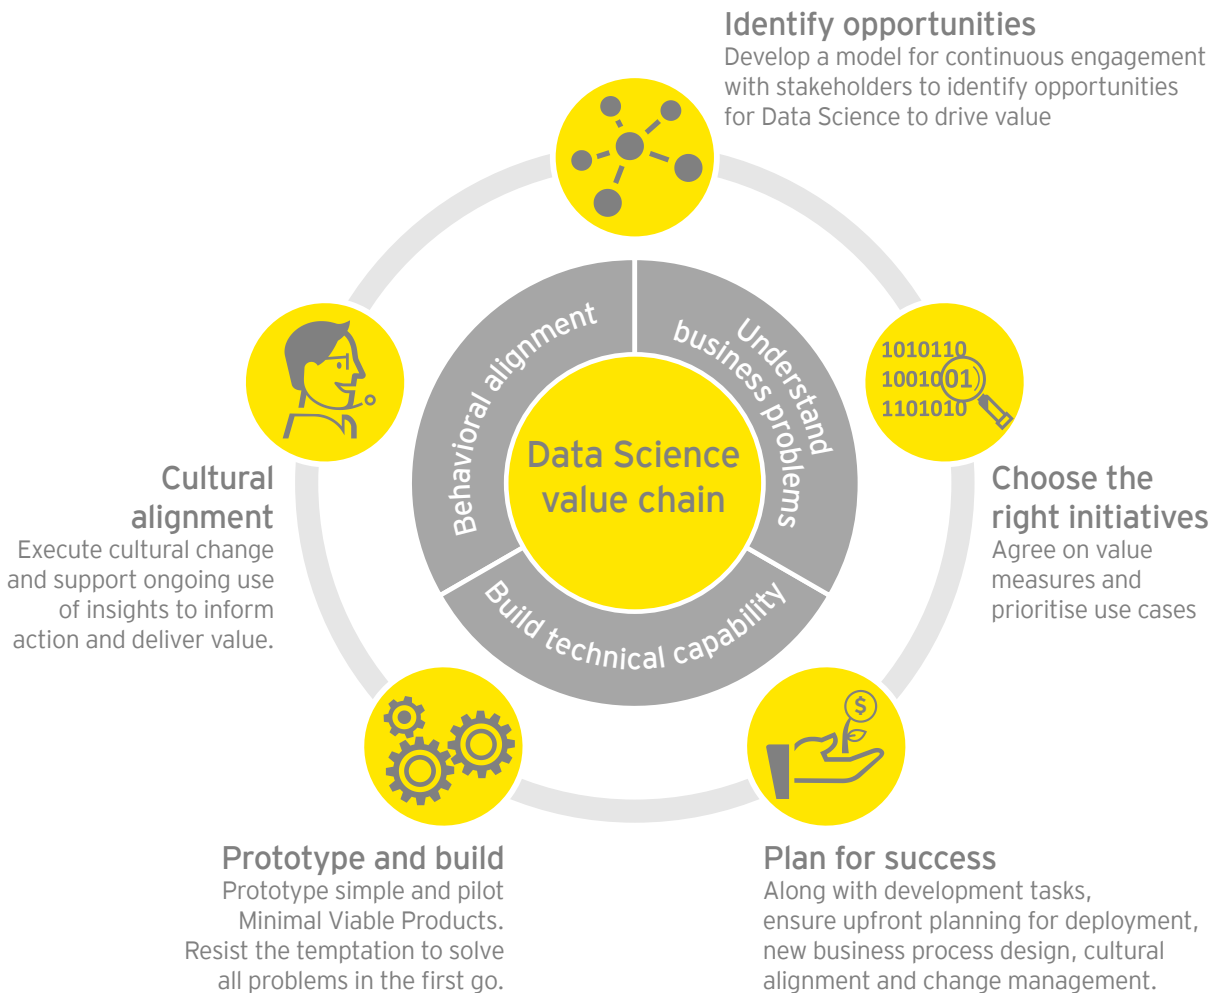 Identify opportunities
Develop a model for continuous engagement
with stakeholders to identify opportunities
for Data Science to drive value
Behavioral alignment
Understand
business problems
Build technical capability
Data Science
value chain
1010110
1001001
1101010
Choose the
right initiatives
Agree on value
measures and
prioritise use cases
$
Plan for success
Along with development tasks,
ensure upfront planning for deployment,
new business process design, cultural
alignment and change management.
Prototype and build
Prototype simple and pilot
Minimal Viable Products.
Resist the temptation to solve
all problems in the first go.
Cultural
alignment
Execute cultural change
and support ongoing use
of insights to inform
action and deliver value.